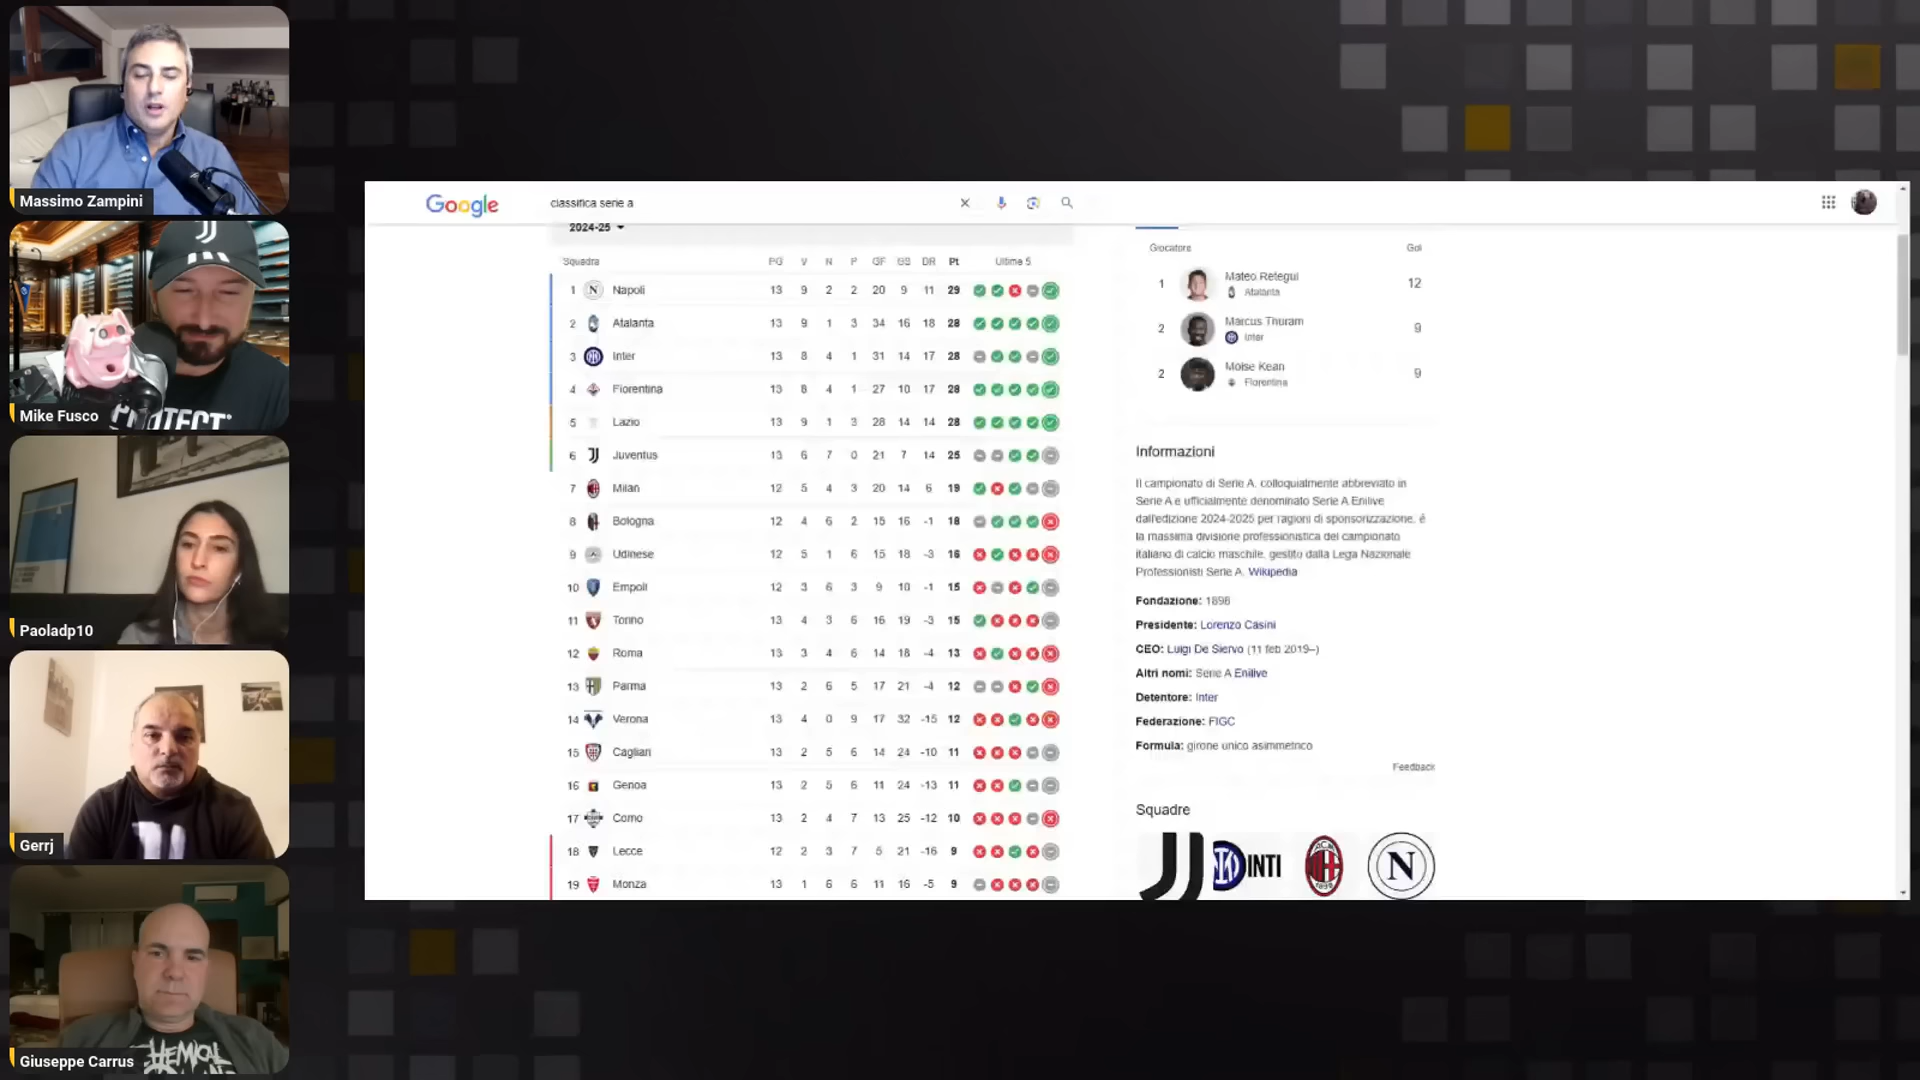 Massimo Zampini
Mike Fusco
PROTECT
Paoladp10
Gerrj
Giuseppe Carrus
Google
classifica serie a
2024-25
Squadra PG V N P GF GS DR Pt Ultime 5
1 Napoli 13 9 2 2 20 9 11 29
2 Atalanta 13 9 1 3 34 16 18 28
3 Inter 13 8 4 1 31 14 17 28
4 Fiorentina 13 8 4 1 27 10 17 28
5 Lazio 13 9 1 3 28 14 14 28
6 Juventus 13 6 7 0 21 7 14 25
7 Milan 12 5 4 3 20 14 6 19
8 Bologna 12 4 6 2 15 16 -1 18
9 Udinese 12 5 1 6 15 18 -3 16
10 Empoli 12 3 6 3 9 10 -1 15
11 Torino 13 4 3 6 16 19 -3 15
12 Roma 13 3 4 6 14 18 -4 13
13 Parma 13 2 6 5 17 21 -4 12
14 Verona 13 4 0 9 17 32 -15 12
15 Cagliari 13 2 5 6 14 24 -10 11
16 Genoa 13 2 5 6 11 24 -13 11
17 Como 13 2 4 7 13 25 -12 10
18 Lecce 12 2 3 7 5 21 -16 9
19 Monza 13 1 6 6 11 16 -5 9
Giocatore Gol
1 Mateo Retegui 12
Atalanta
2 Marcus Thuram 9
Inter
2 Moise Kean 9
Fiorentina
Informazioni
Il campionato di Serie A, colloquialmente abbreviato in
Serie A e ufficialmente denominato Serie A Enilive
dall'edizione 2024-2025 per ragioni di sponsorizzazione, è
la massima divisione professionistica del campionato
italiano di calcio maschile, gestito dalla Lega Nazionale
Professionisti Serie A. Wikipedia
Fondazione: 1898
Presidente: Lorenzo Casini
CEO: Luigi De Siervo (11 feb 2019–)
Altri nomi: Serie A Enilive
Detentore: Inter
Federazione: FIGC
Formula: girone unico asimmetrico
Feedback
Squadre
INTI
N